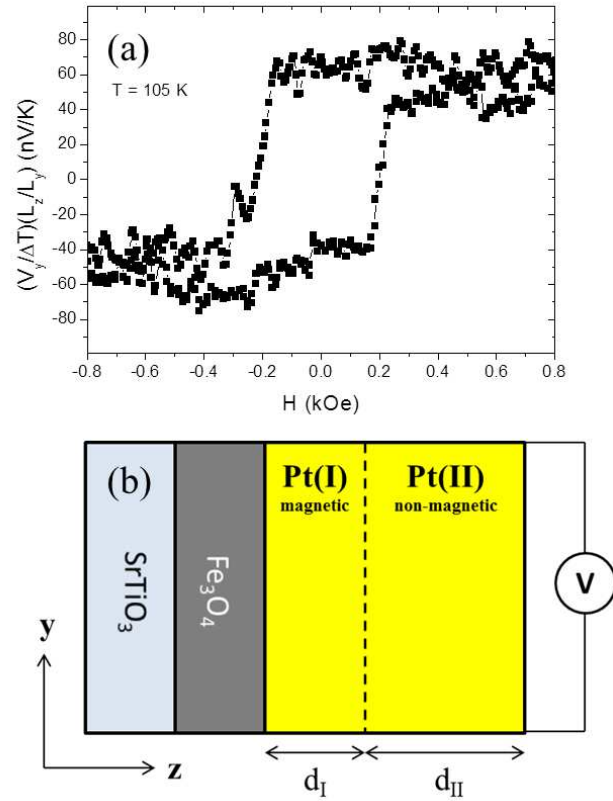 (a)
T = 105 K
80
60
40
20
0
-20
-40
-60
-80
(V_y/ΔT)(L_z/L_y) (nV/K)
-0.8 -0.6 -0.4 -0.2 0.0 0.2 0.4 0.6 0.8
H (kOe)
(b)
SrTiO₃
Fe₃O₄
Pt(I)
magnetic
Pt(II)
non-magnetic
V
y
z
d_I
d_II